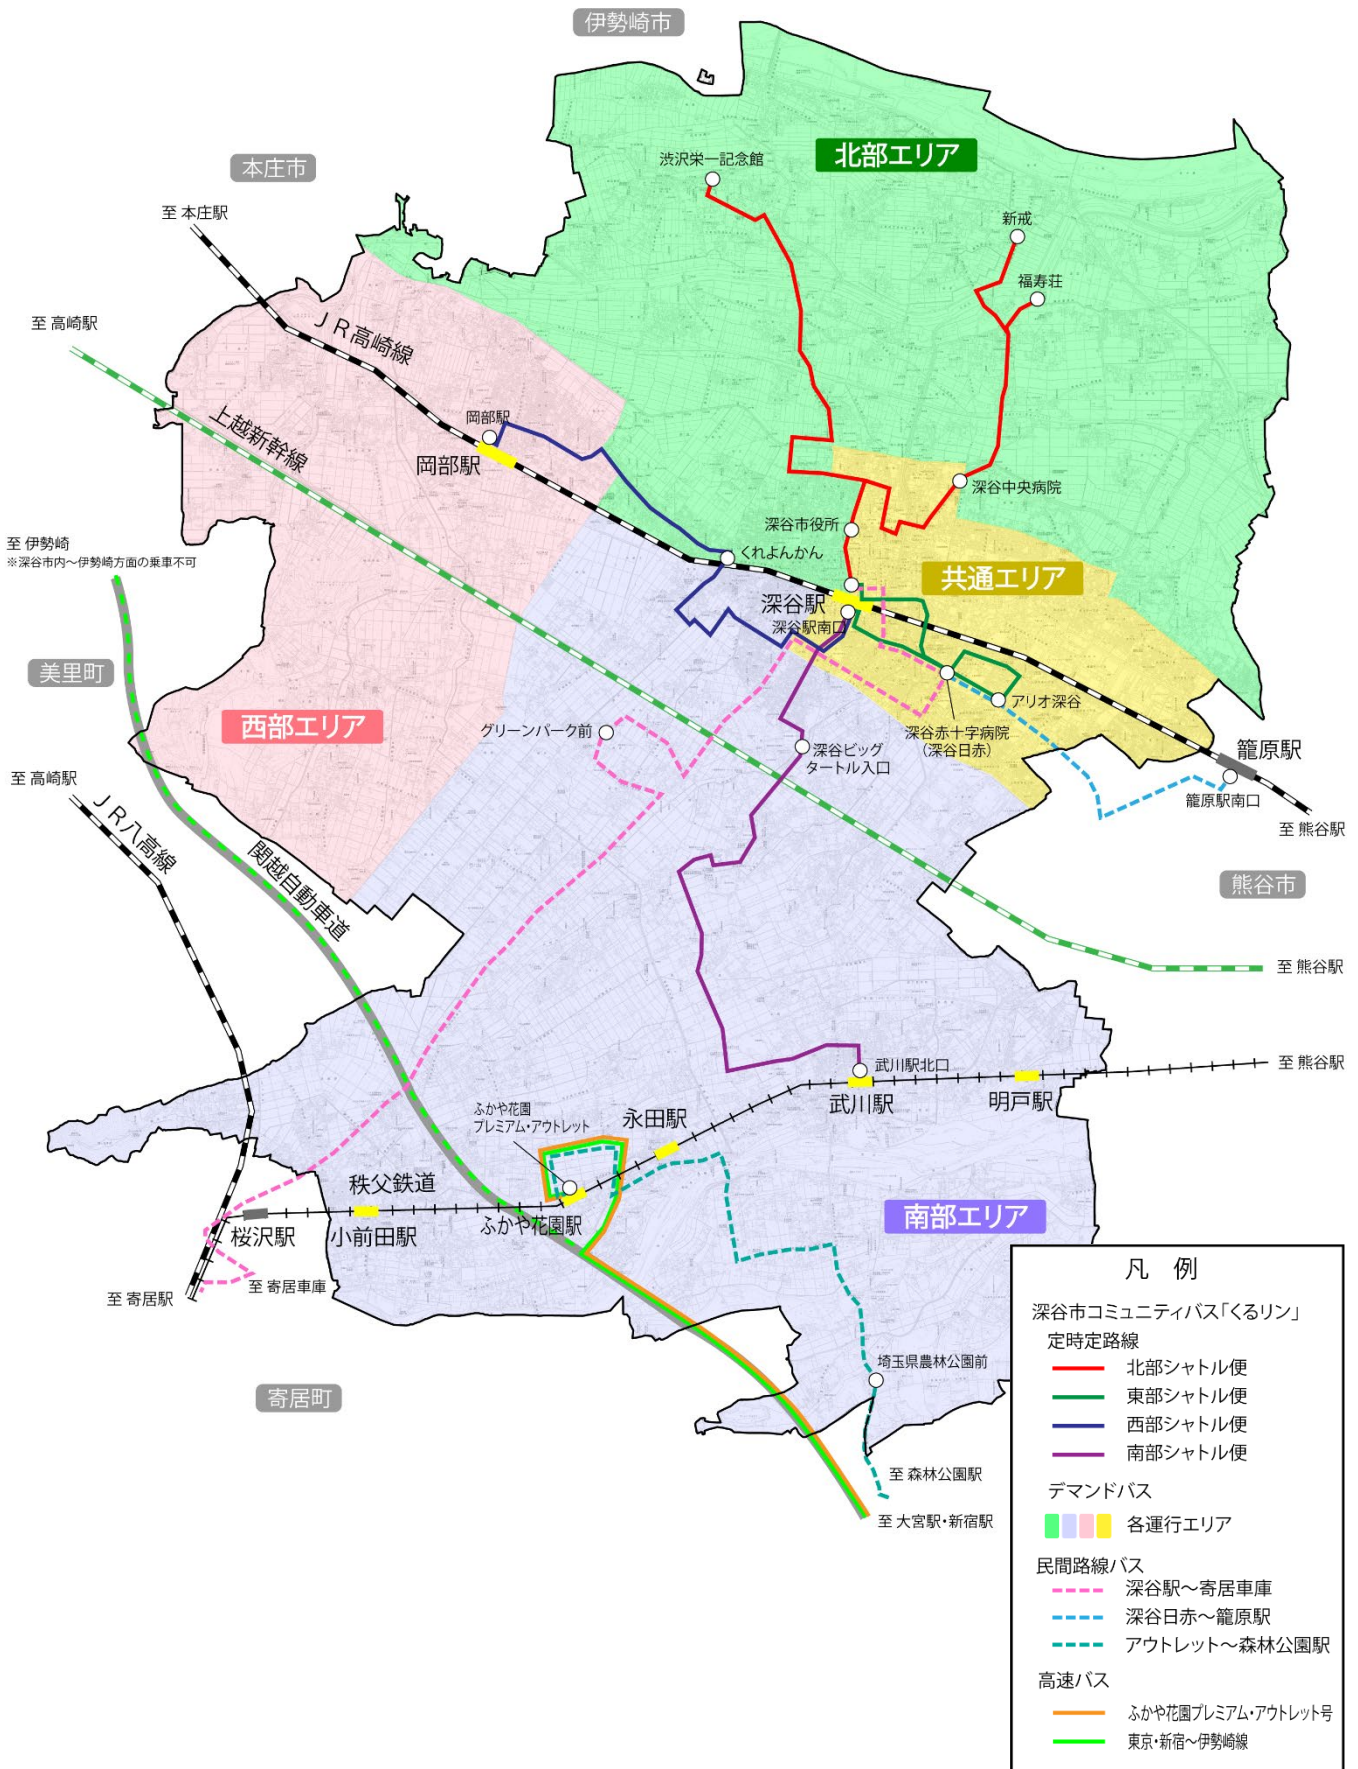 伊勢崎市
北部エリア
渋沢栄一記念館
本庄市
至 本庄駅
新戒
福寿荘
至 高崎駅
JR高崎線
上越新幹線
岡部駅
岡部駅
深谷中央病院
深谷市役所
至 伊勢崎
※深谷市内～伊勢崎方面の乗車不可
くれよんかん
共通エリア
深谷駅
深谷駅南口
美里町
西部エリア
アリオ深谷
グリーンパーク前
深谷赤十字病院
(深谷日赤)
深谷ビッグ
タートル入口
籠原駅
籠原駅南口
至 高崎駅
JR八高線
至 熊谷駅
関越自動車道
熊谷市
至 熊谷駅
武川駅北口
至 熊谷駅
武川駅
明戸駅
ふかや花園
プレミアム・アウトレット
永田駅
秩父鉄道
南部エリア
桜沢駅
小前田駅
ふかや花園駅
至 寄居車庫
至 寄居駅
寄居町
埼玉県農林公園前
至 森林公園駅
至 大宮駅・新宿駅
凡 例
深谷市コミュニティバス「くるリン」
定時定路線
北部シャトル便
東部シャトル便
西部シャトル便
南部シャトル便
デマンドバス
各運行エリア
民間路線バス
深谷駅～寄居車庫
深谷日赤～籠原駅
アウトレット～森林公園駅
高速バス
ふかや花園プレミアム・アウトレット号
東京・新宿～伊勢崎線